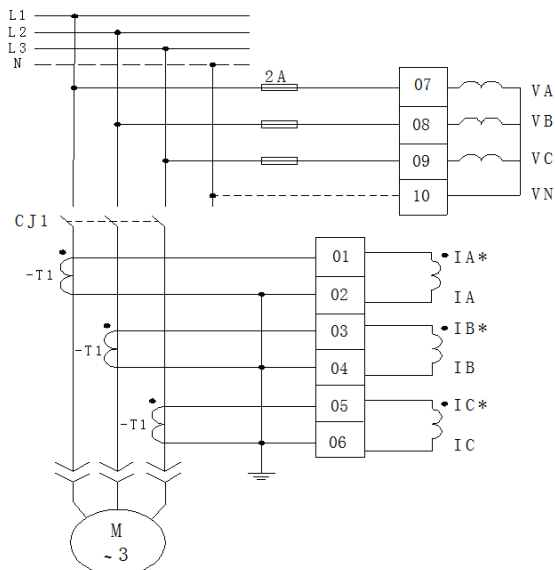 L1
L2
L3
N
2A
07
VA
08
VB
09
VC
10
VN
CJ1
01
IA*
-T1
02
IA
03
IB*
-T1
04
IB
05
IC*
-T1
06
IC
M
~3